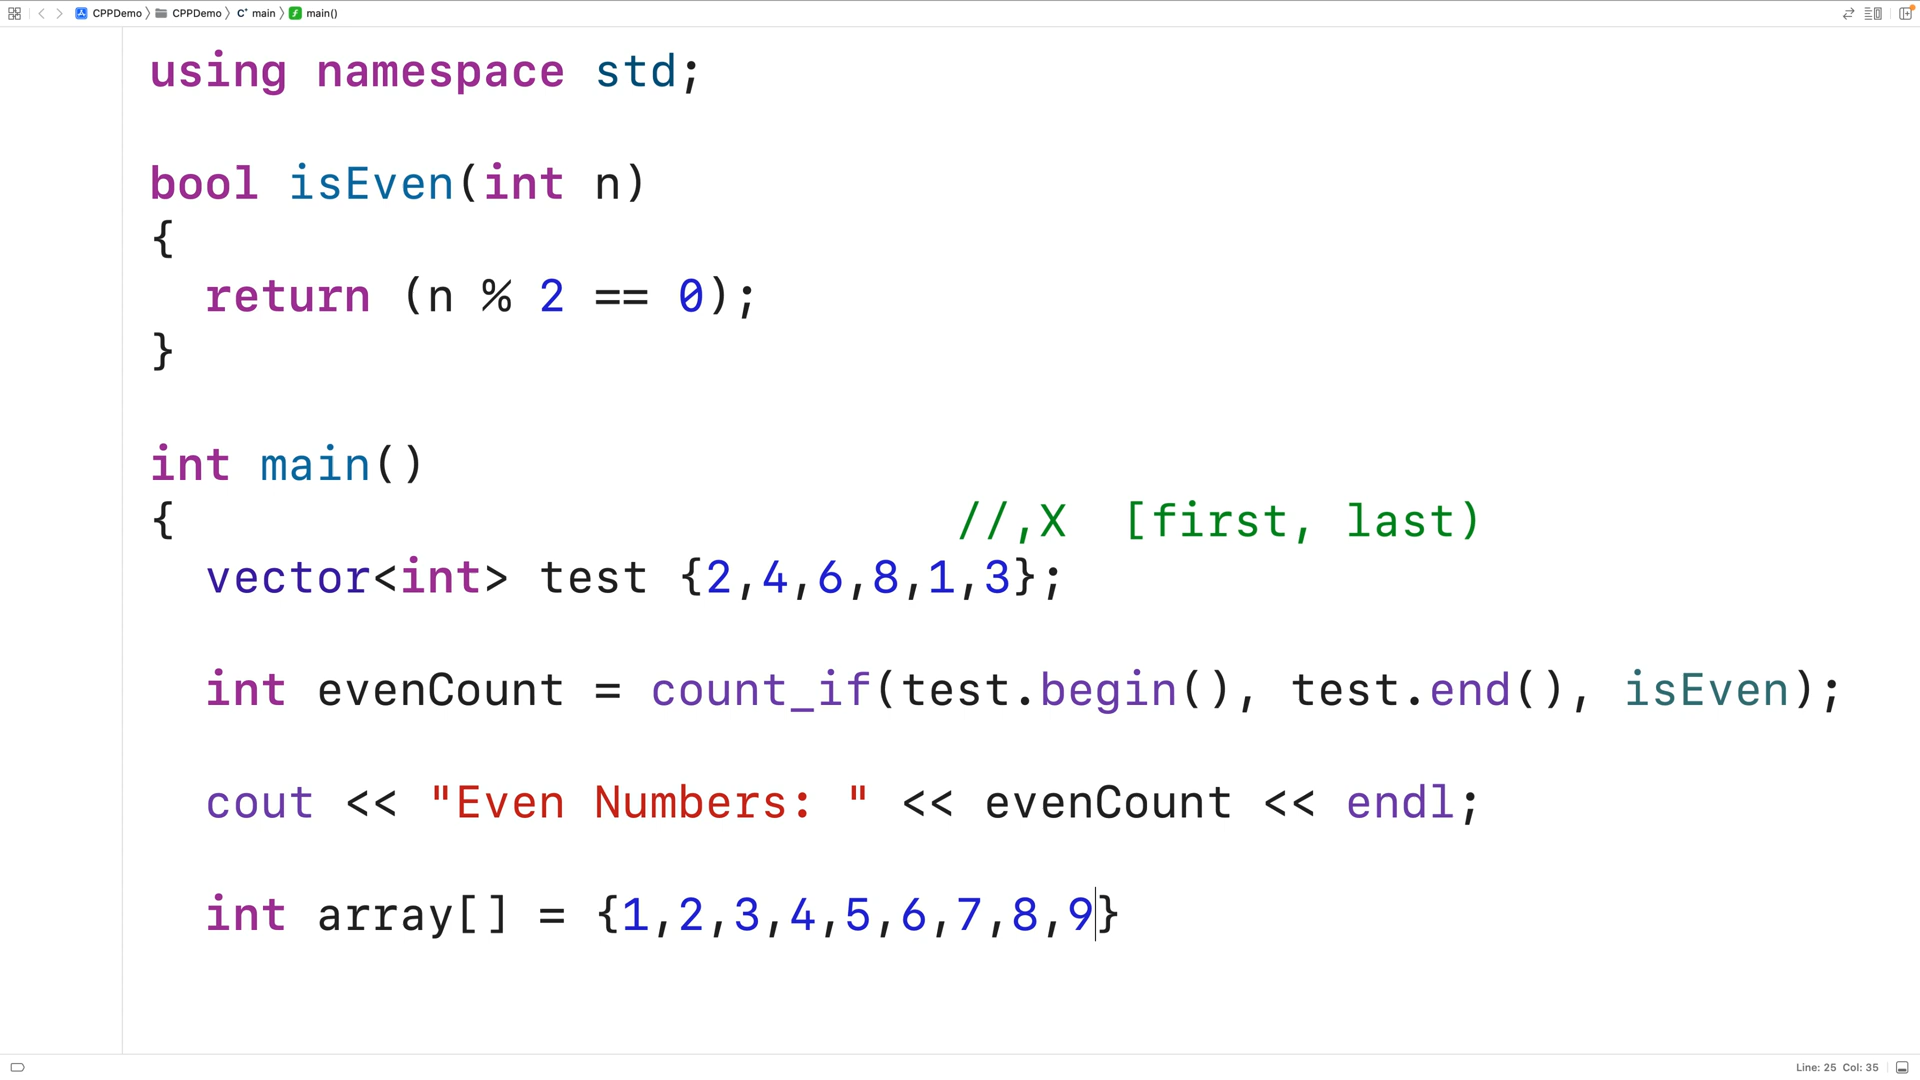 CPPDemo 〉 CPPDemo 〉 C⁺ main 〉 f main()
using namespace std;
bool isEven(int n)
{
  return (n % 2 == 0);
}
int main()
{                            //,X  [first, last)
  vector<int> test {2,4,6,8,1,3};
  int evenCount = count_if(test.begin(), test.end(), isEven);
  cout << "Even Numbers: " << evenCount << endl;
  int array[] = {1,2,3,4,5,6,7,8,9}
Line: 25 Col: 35